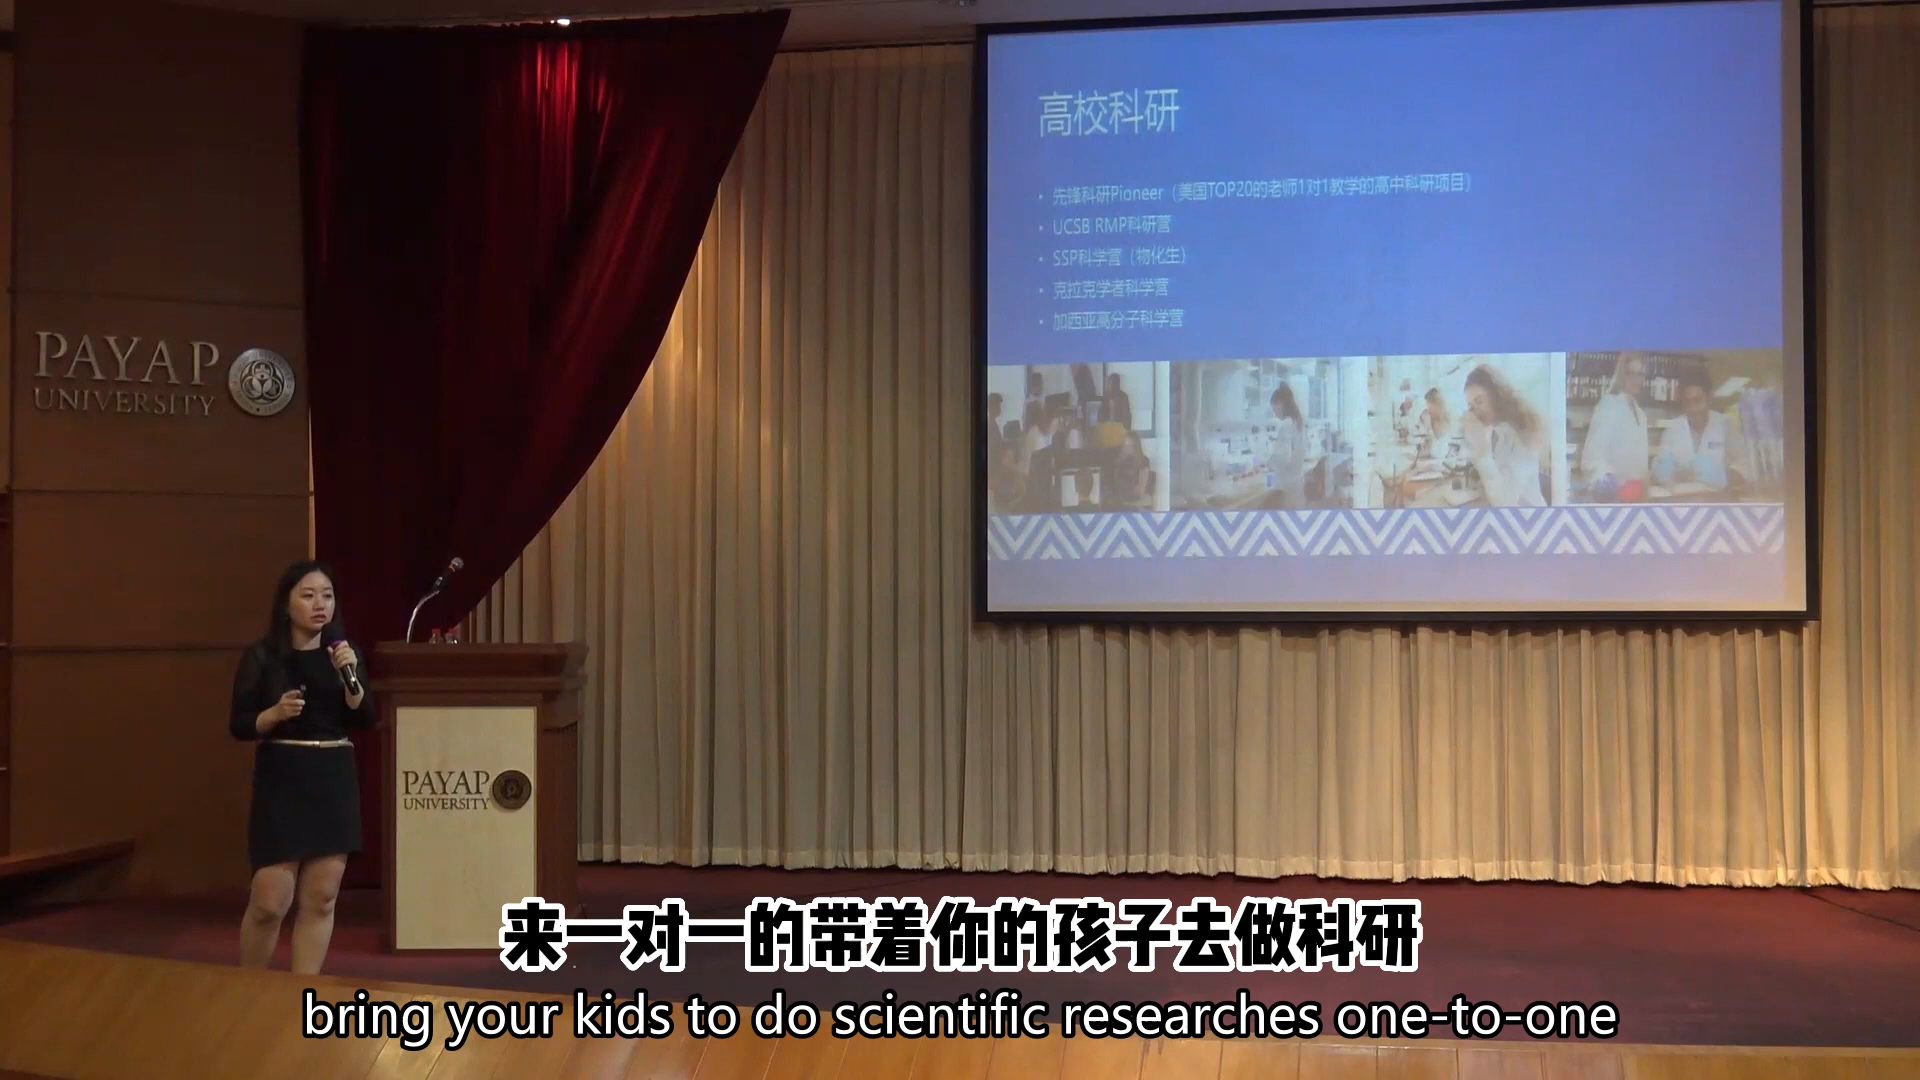 高校科研
• 先锋科研Pioneer（美国TOP20的老师1对1教学的高中科研项目）
• UCSB RMP科研营
• SSP科学营（物化生）
• 克拉克学者科学营
• 加西亚高分子科学营
PAYAP
UNIVERSITY
PAYAP
UNIVERSITY
来一对一的带着你的孩子去做科研
bring your kids to do scientific researches one-to-one